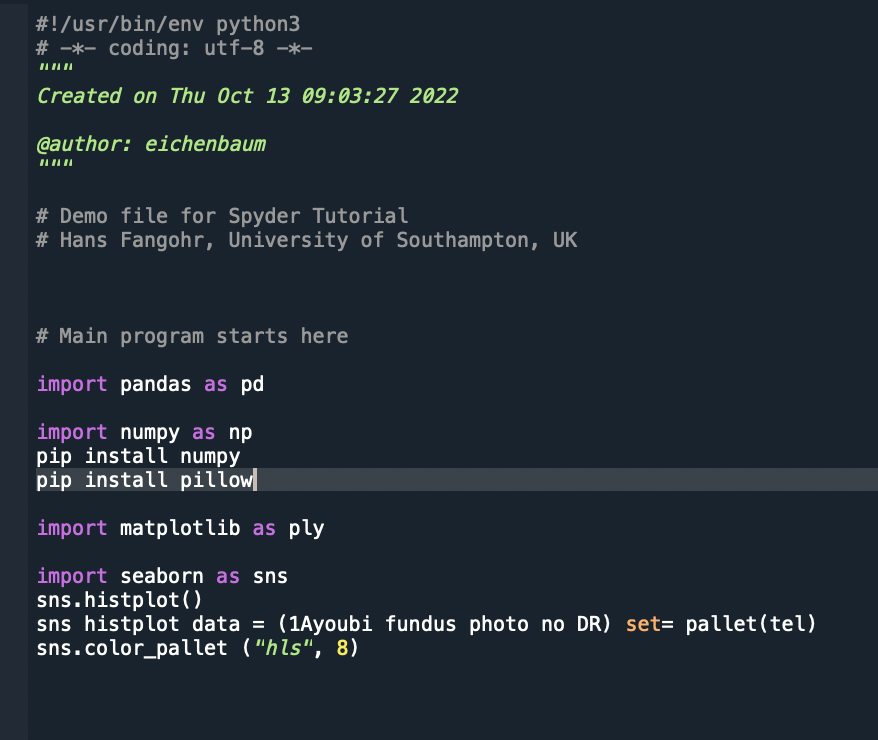 #!/usr/bin/env python3
# -*- coding: utf-8 -*-
"""
Created on Thu Oct 13 09:03:27 2022
@author: eichenbaum
"""
# Demo file for Spyder Tutorial
# Hans Fangohr, University of Southampton, UK
# Main program starts here
import pandas as pd
import numpy as np
pip install numpy
pip install pillow
import matplotlib as ply
import seaborn as sns
sns.histplot()
sns histplot data = (1Ayoubi fundus photo no DR) set= pallet(tel)
sns.color_pallet ("hls", 8)